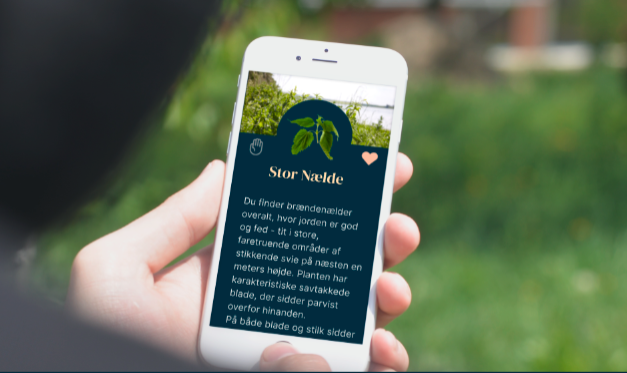 Stor Nælde
Du finder brændenælder
overalt, hvor jorden er god
og fed - tit i store,
faretruende områder af
stikkende svie på næsten en
meters højde. Planten har
karakteristiske savtakkede
blade, der sidder parvist
overfor hinanden.
På både blade og stilk sidder